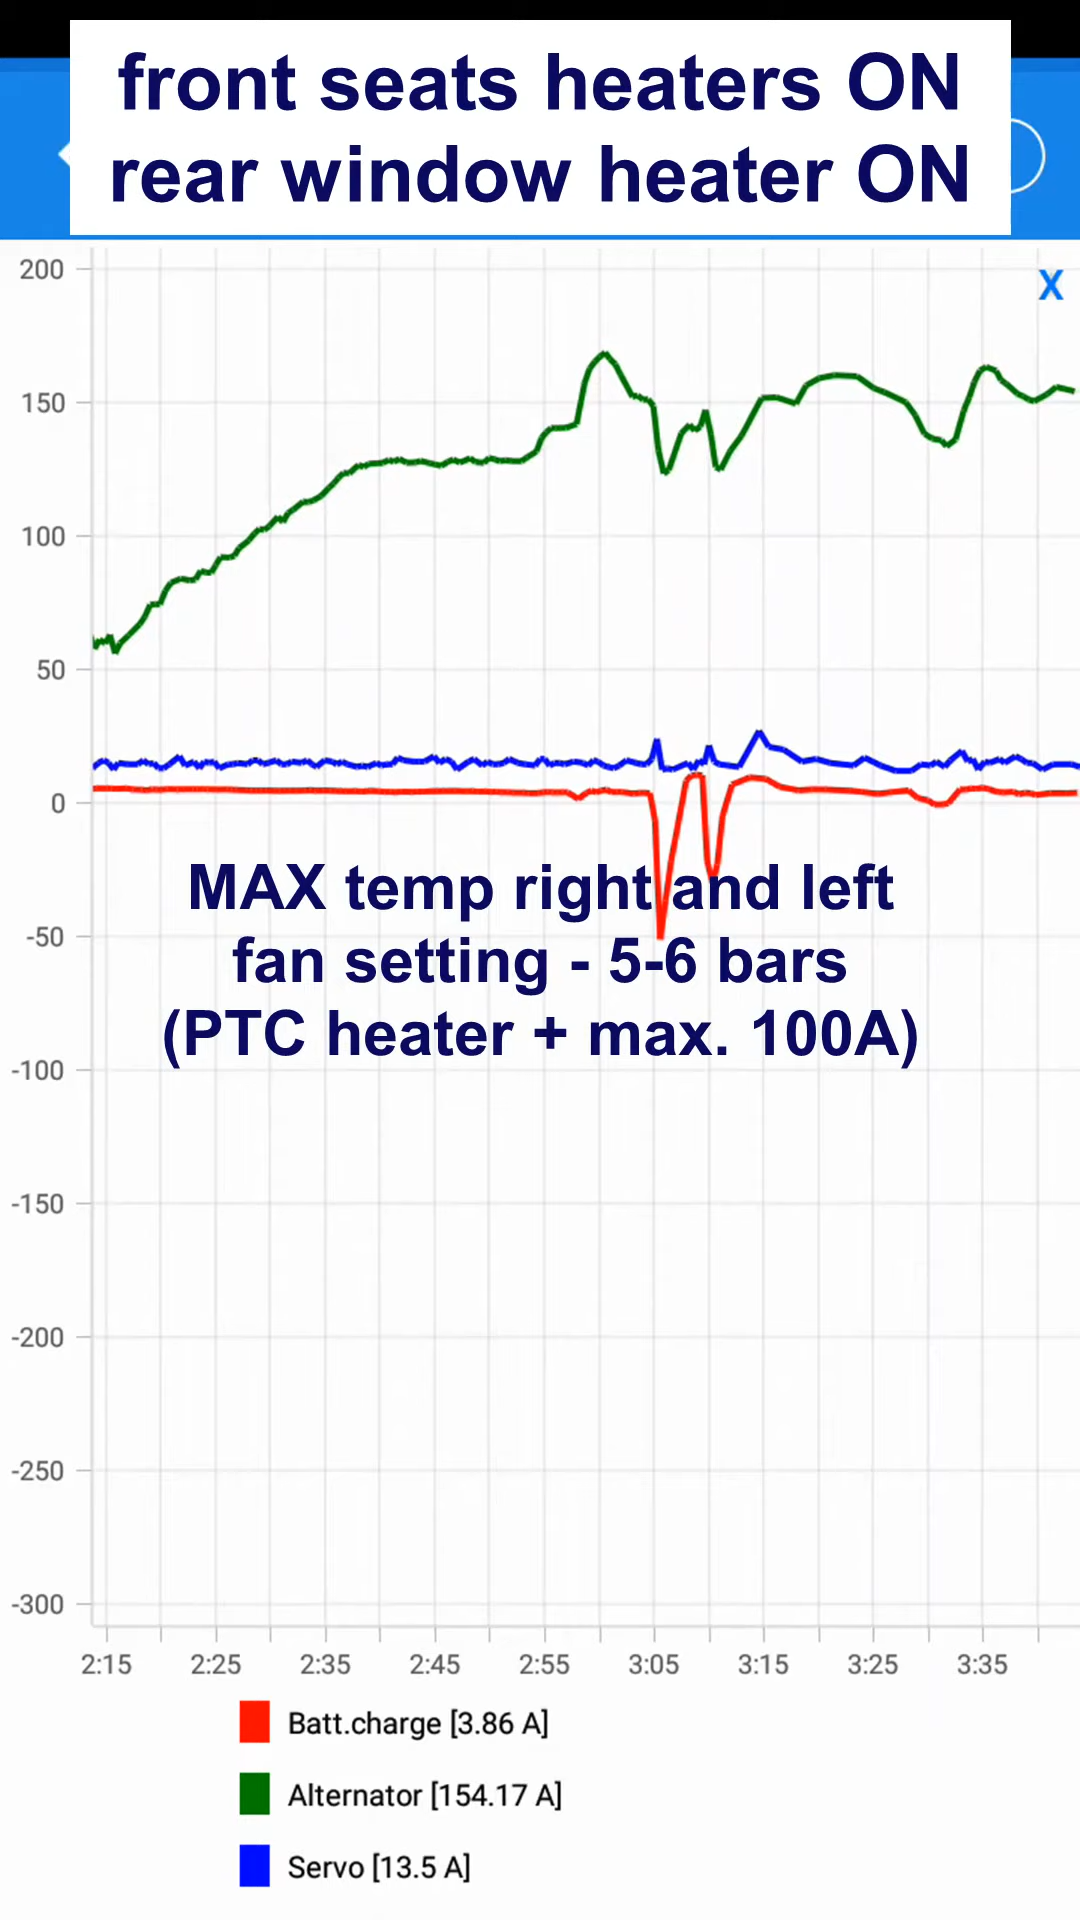 front seats heaters ON
rear window heater ON
X
200
150
100
50
0
-50
-100
-150
-200
-250
-300
MAX temp right and left
fan setting - 5-6 bars
(PTC heater + max. 100A)
2:15 2:25 2:35 2:45 2:55 3:05 3:15 3:25 3:35
Batt.charge [3.86 A]
Alternator [154.17 A]
Servo [13.5 A]